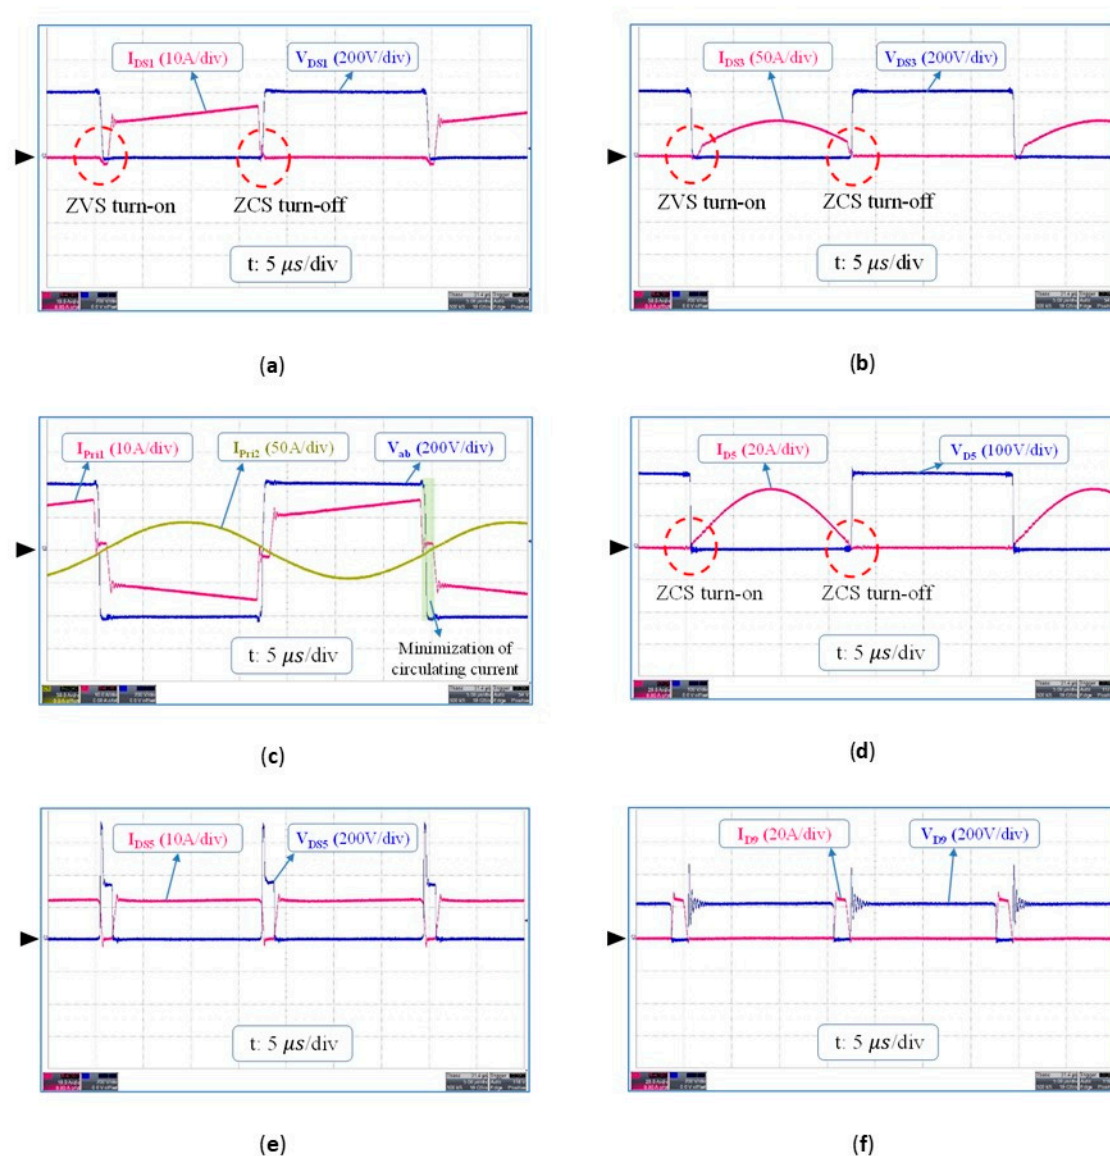 I_DS1 (10A/div)
V_DS1 (200V/div)
ZVS turn-on
ZCS turn-off
t: 5 μs/div
(a)
I_DS3 (50A/div)
V_DS3 (200V/div)
ZVS turn-on
ZCS turn-off
t: 5 μs/div
(b)
I_Pri1 (10A/div)
I_Pri2 (50A/div)
V_ab (200V/div)
Minimization of
circulating current
t: 5 μs/div
(c)
I_D5 (20A/div)
V_D5 (100V/div)
ZCS turn-on
ZCS turn-off
t: 5 μs/div
(d)
I_DS5 (10A/div)
V_DS5 (200V/div)
t: 5 μs/div
(e)
I_D9 (20A/div)
V_D9 (200V/div)
t: 5 μs/div
(f)